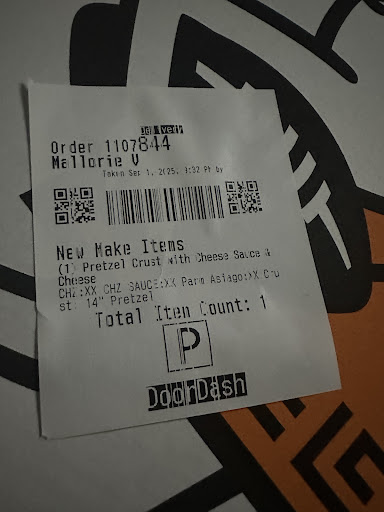 Delivery
Order 1107844
Mallorie V
Taken Sep 1, 2025, 3:32 PM by
New Make Items
(1) Pretzel Crust with Cheese Sauce &
Cheese
CHZ:XX CHZ SAUCE:XX Parm Asiago:XX Cru
st: 14" Pretzel
Total Item Count: 1
P
DoorDash